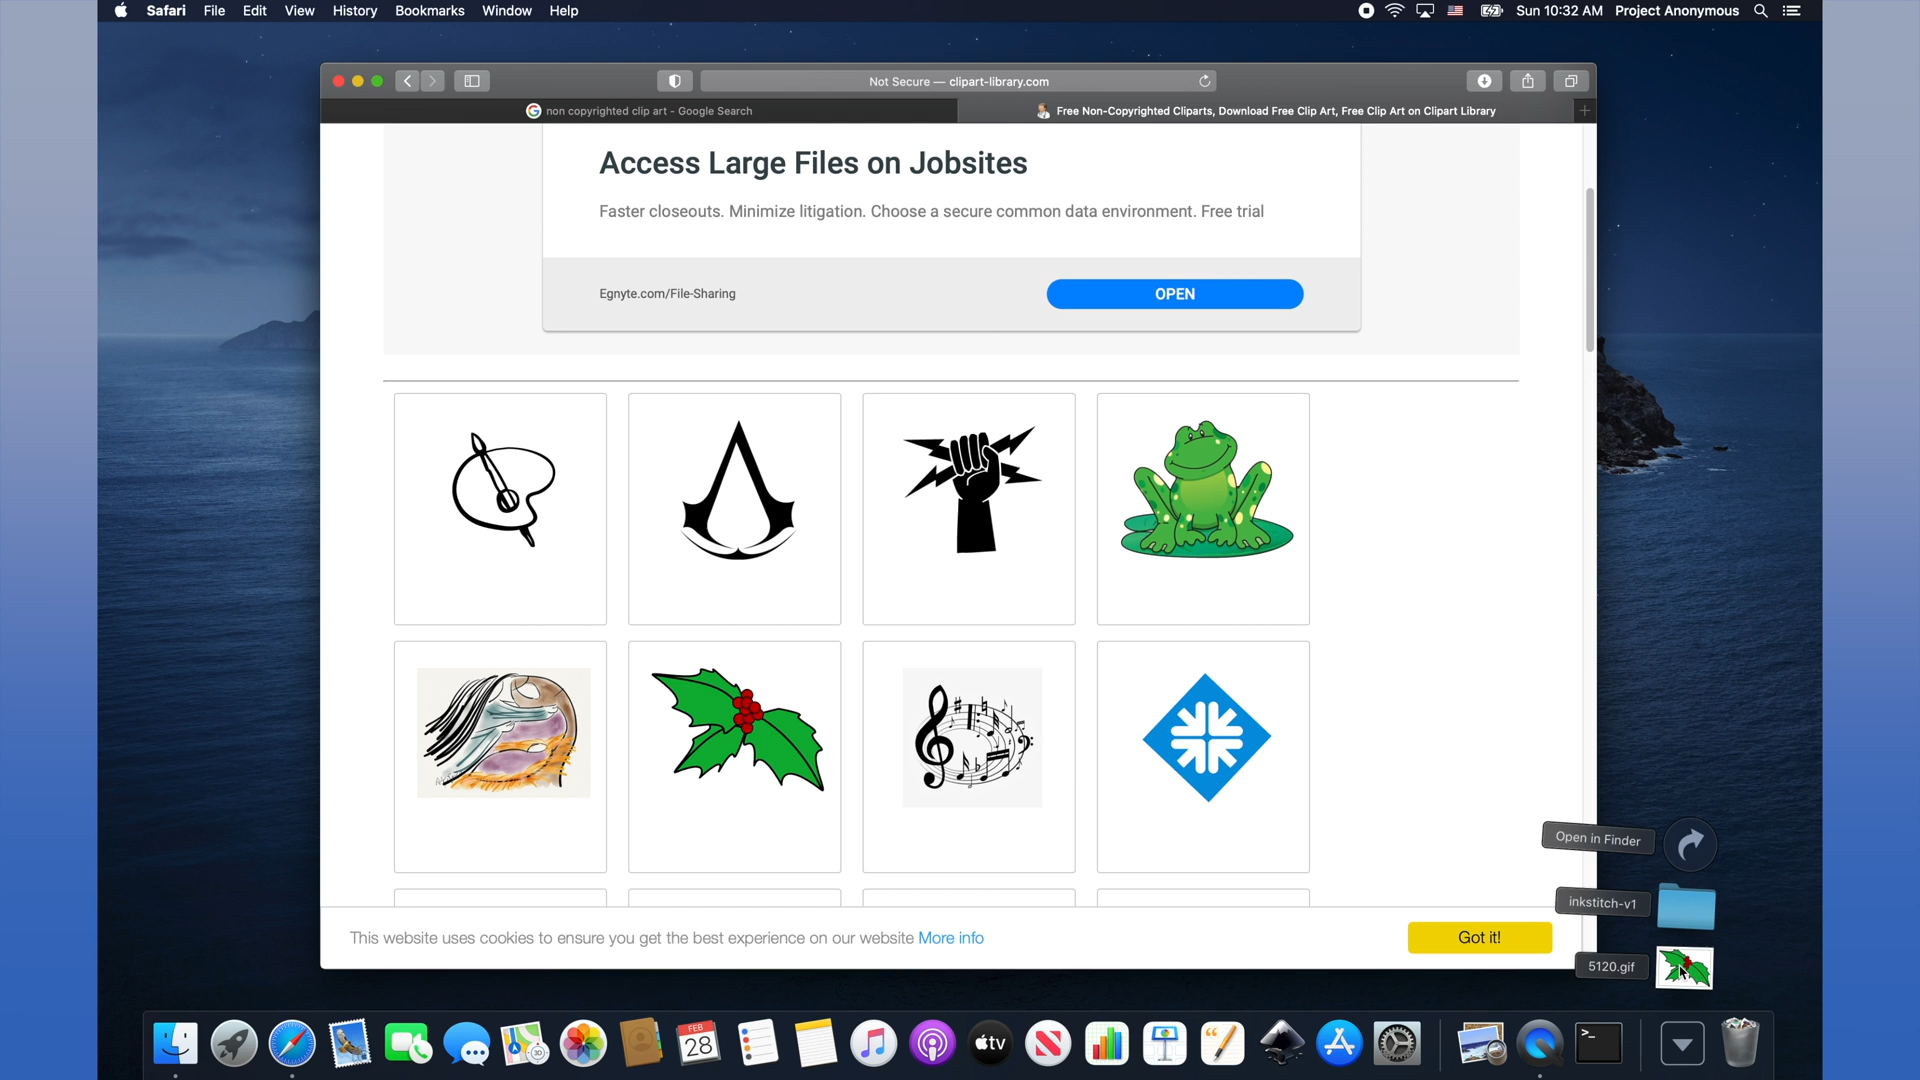 Safari File Edit View History Bookmarks Window Help
Sun 10:32 AM Project Anonymous
Not Secure — clipart-library.com
non copyrighted clip art - Google Search
Free Non-Copyrighted Cliparts, Download Free Clip Art, Free Clip Art on Clipart Library
Access Large Files on Jobsites
Faster closeouts. Minimize litigation. Choose a secure common data environment. Free trial
Egnyte.com/File-Sharing
OPEN
Open in Finder
inkstitch-v1
5120.gif
This website uses cookies to ensure you get the best experience on our website More info
Got it!
3D
FEB
28
tv
>_